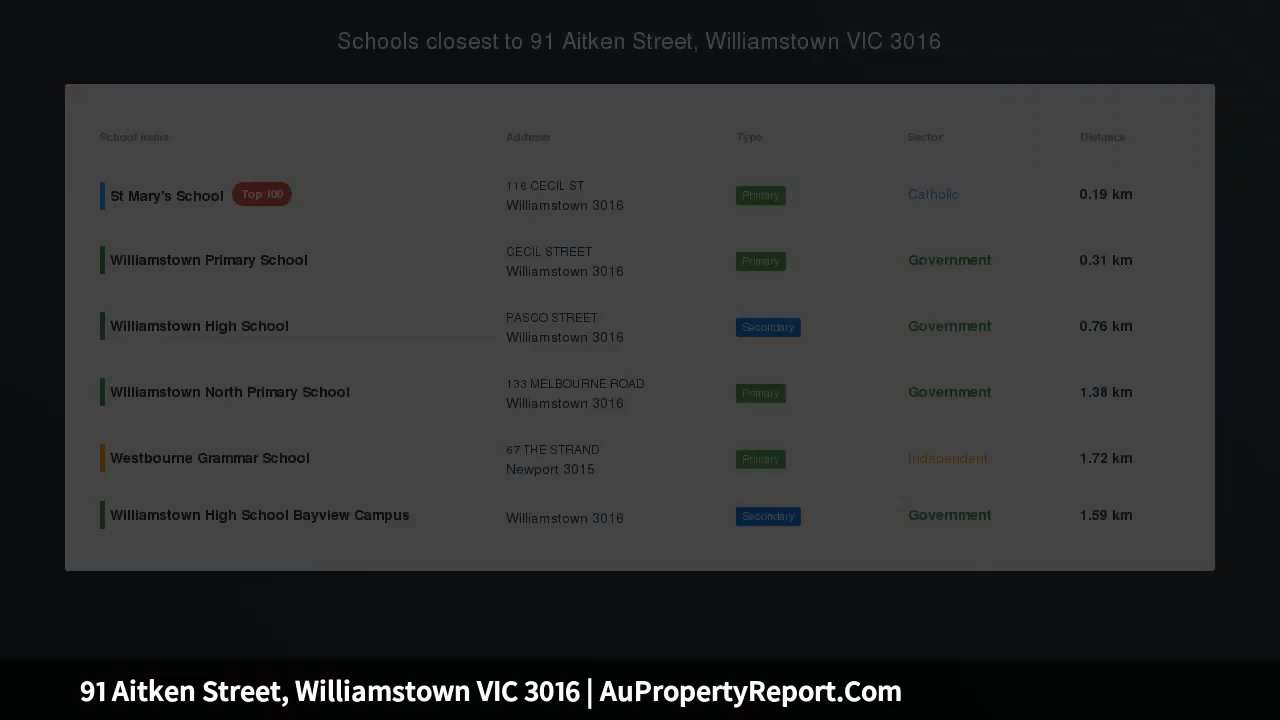 Schools closest to 91 Aitken Street, Williamstown VIC 3016
School name Address Type Sector Distance
St Mary's School Top 100 116 CECIL ST Williamstown 3016 Primary Catholic 0.19 km
Williamstown Primary School CECIL STREET Williamstown 3016 Primary Government 0.31 km
Williamstown High School PASCO STREET Williamstown 3016 Secondary Government 0.76 km
Williamstown North Primary School 133 MELBOURNE ROAD Williamstown 3016 Primary Government 1.38 km
Westbourne Grammar School 67 THE STRAND Newport 3015 Primary Independent 1.72 km
Williamstown High School Bayview Campus Williamstown 3016 Secondary Government 1.59 km
91 Aitken Street, Williamstown VIC 3016 | AuPropertyReport.Com